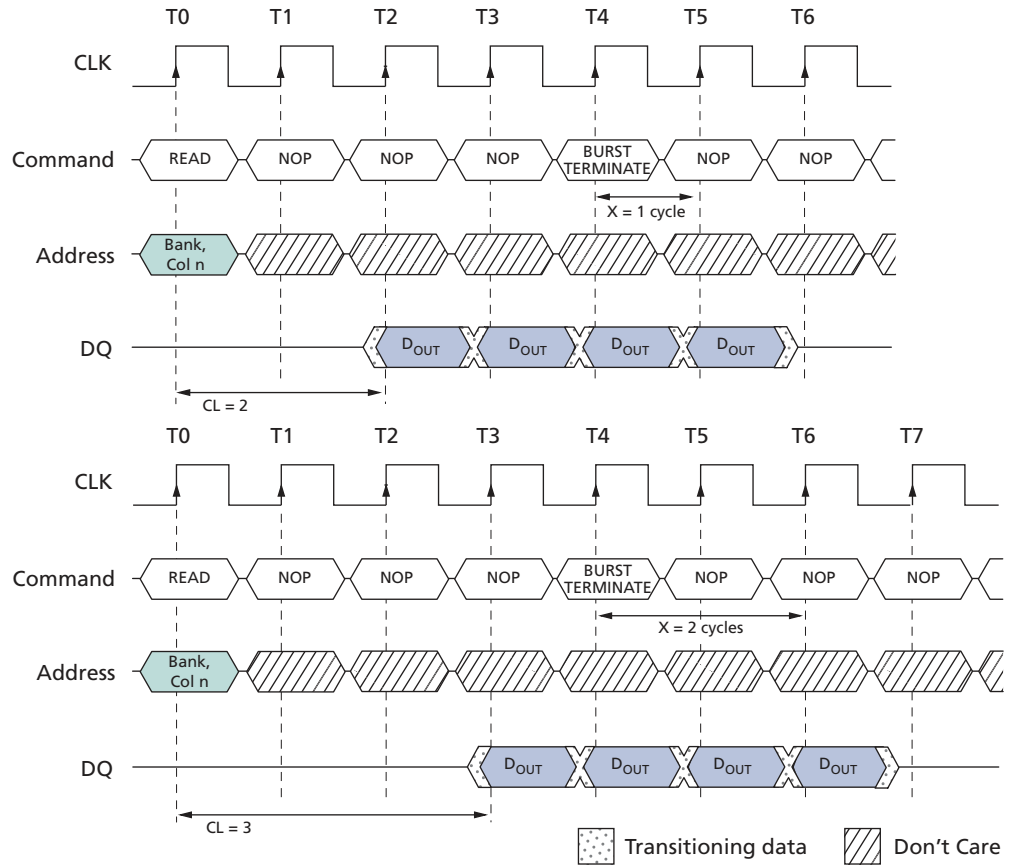 T0 T1 T2 T3 T4 T5 T6
CLK
Command READ NOP NOP NOP BURST TERMINATE NOP NOP
X = 1 cycle
Address Bank, Col n
DQ DOUT DOUT DOUT DOUT
CL = 2
T0 T1 T2 T3 T4 T5 T6 T7
CLK
Command READ NOP NOP NOP BURST TERMINATE NOP NOP NOP
X = 2 cycles
Address Bank, Col n
DQ DOUT DOUT DOUT DOUT
CL = 3
Transitioning data Don't Care